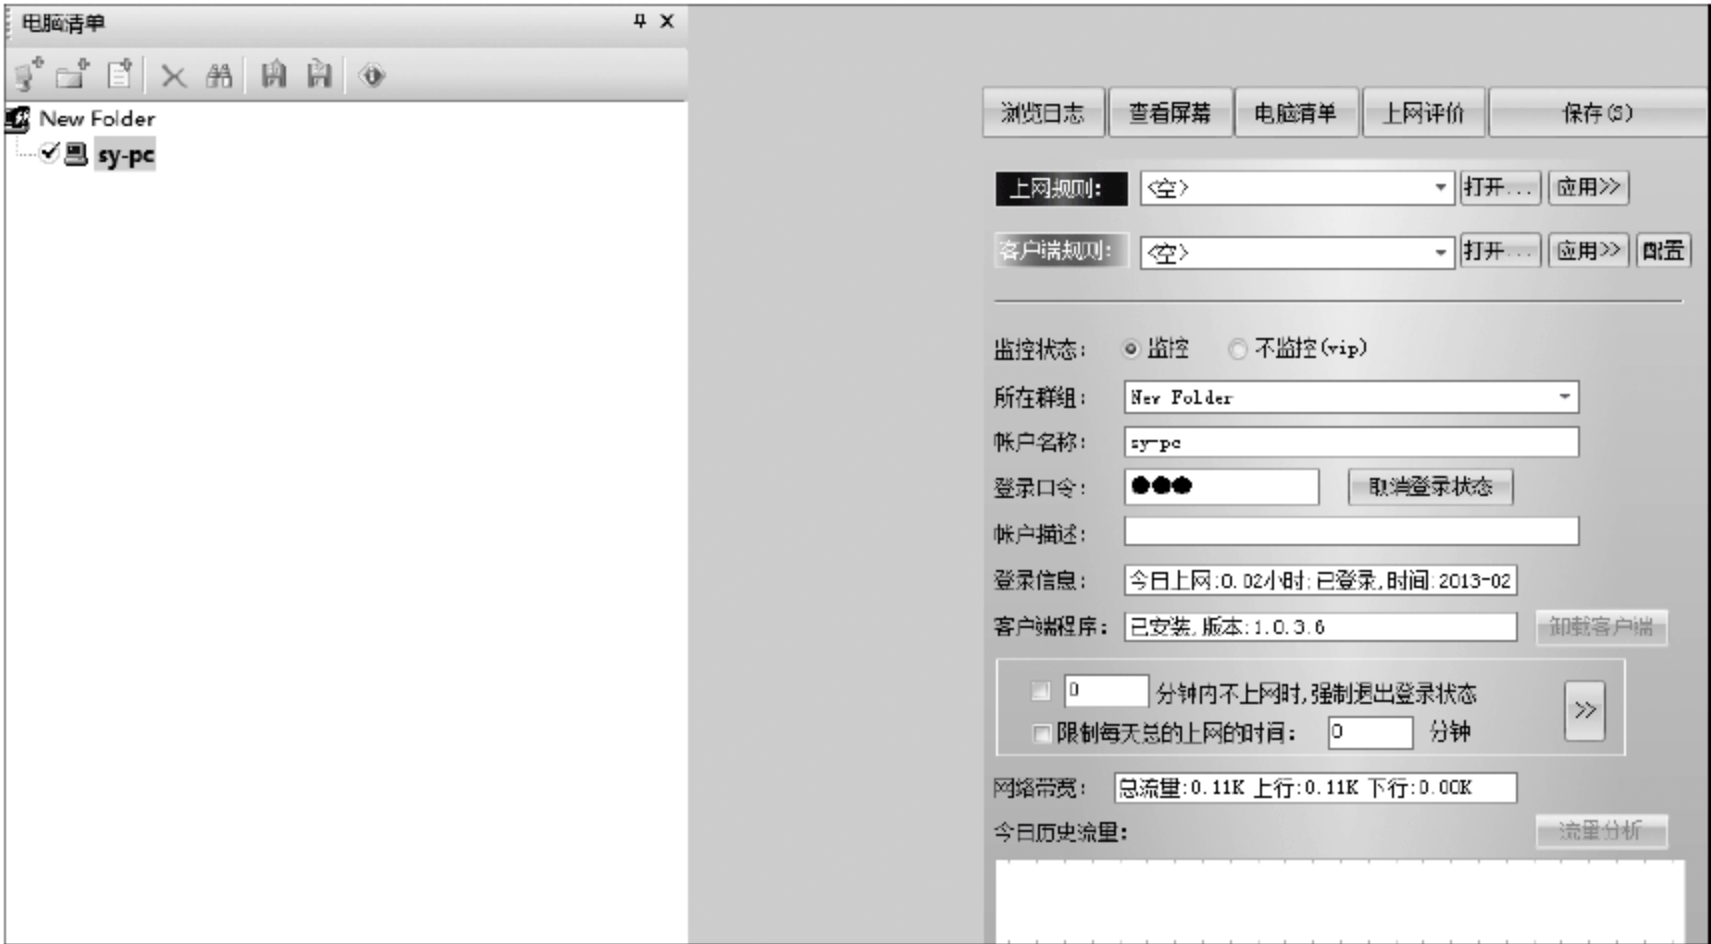 电脑清单
New Folder
sy-pc
浏览日志 查看屏幕 电脑清单 上网评价 保存(S)
上网规则： <空> 打开... 应用>>
客户端规则： <空> 打开... 应用>> 配置
监控状态： 监控 不监控(vip)
所在群组： New Folder
帐户名称： sy-pc
登录口令： ●●● 取消登录状态
帐户描述：
登录信息： 今日上网:0.02小时;已登录,时间:2013-02
客户端程序： 已安装,版本:1.0.3.6 卸载客户端
0 分钟内不上网时,强制退出登录状态 >>
限制每天总的上网的时间： 0 分钟
网络带宽： 总流量:0.11K 上行:0.11K 下行:0.00K
今日历史流量： 流量分析